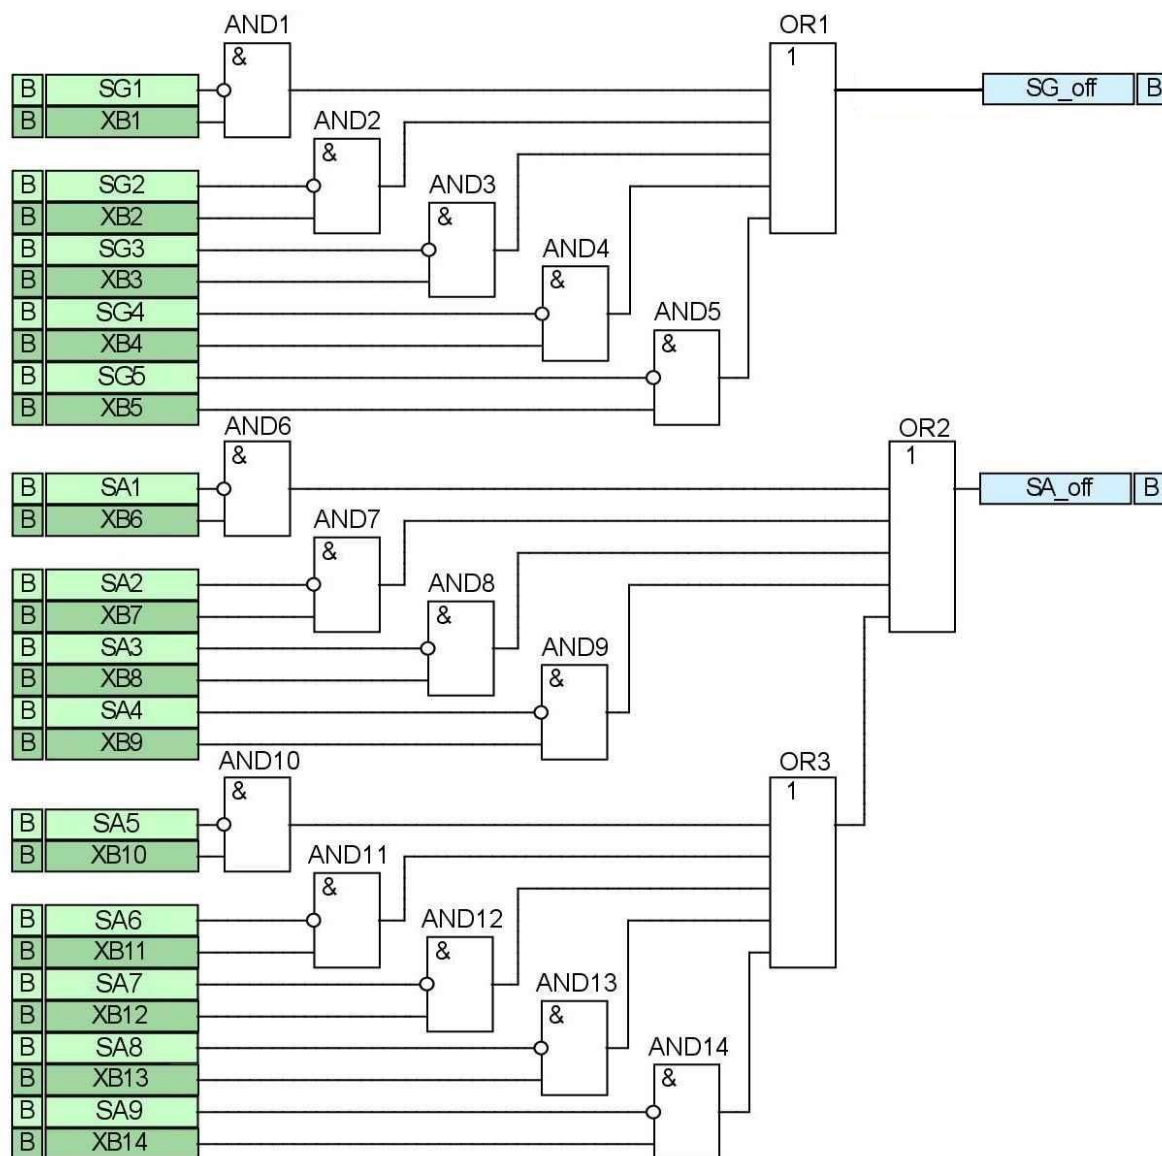 AND1 OR1
& 1
B SG1 SG_off B
B XB1
AND2
&
B SG2 AND3
B XB2 &
B SG3 AND4
B XB3 &
B SG4 AND5
B XB4 &
B SG5
B XB5
AND6 OR2
& 1
B SA1 SA_off B
B XB6
AND7
&
B SA2 AND8
B XB7 &
B SA3 AND9
B XB8 &
B SA4
B XB9
AND10 OR3
& 1
B SA5
B XB10
AND11
&
B SA6 AND12
B XB11 &
B SA7 AND13
B XB12 &
B SA8 AND14
B XB13 &
B SA9
B XB14